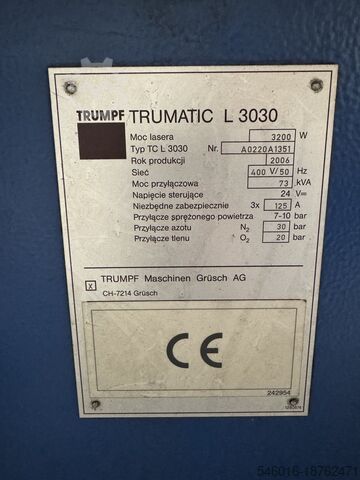 TRUMPF TRUMATIC L 3030
Moc lasera 3200 W
Typ TC L 3030 Nr. A0220A1351
Rok produkcji 2006
Sieć 400 V/50 Hz
Moc przyłączowa 73 kVA
Napięcie sterujące 24 V
Niezbędne zabezpiecznie 3x 125 A
Przyłącze sprężonego powietrza 7-10 bar
Przyłącze azotu N₂ 30 bar
Przyłącze tlenu O₂ 20 bar
X TRUMPF Maschinen Grüsch AG
CH-7214 Grüsch
CE
242954
546016-18762471